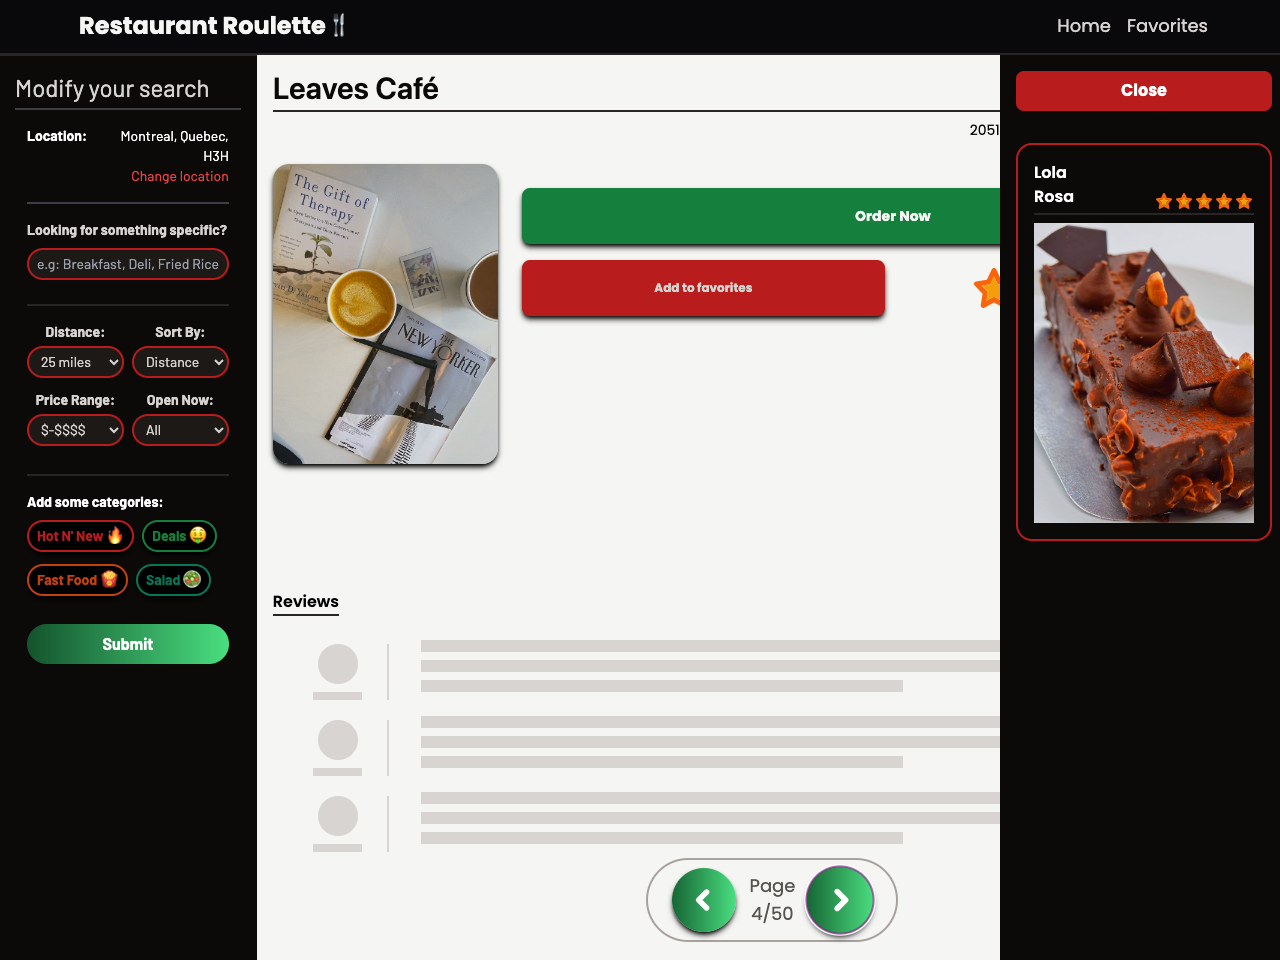 Restaurant Roulette
Home Favorites
Modify your search
Location: Montreal, Quebec,
H3H
Change location
Looking for something specific?
e.g: Breakfast, Deli, Fried Rice
Distance: Sort By:
25 miles Distance
Price Range: Open Now:
$-$$$$ All
Add some categories:
Hot N' New Deals
Fast Food Salad
Submit
Leaves Café
2051
The Gift of
Therapy
THE
NEW YORKER
Order Now
Add to favorites
Reviews
Page
4/50
Close
Lola
Rosa